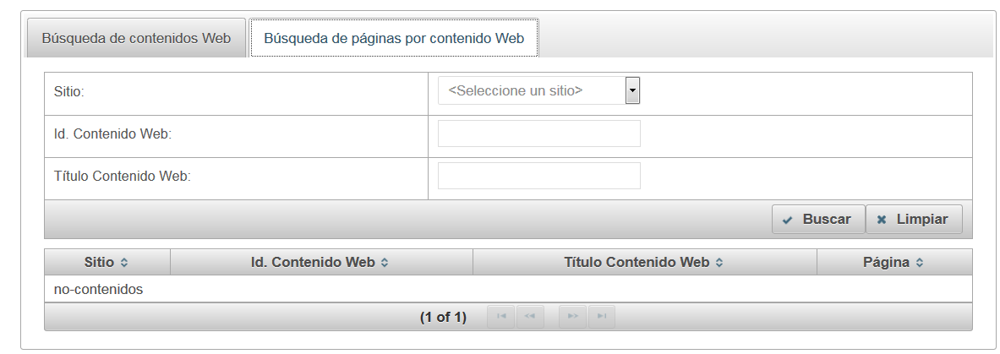 Búsqueda de contenidos Web Búsqueda de páginas por contenido Web
Sitio: <Seleccione un sitio>
Id. Contenido Web:
Título Contenido Web:
Buscar Limpiar
Sitio Id. Contenido Web Título Contenido Web Página
no-contenidos
(1 of 1)